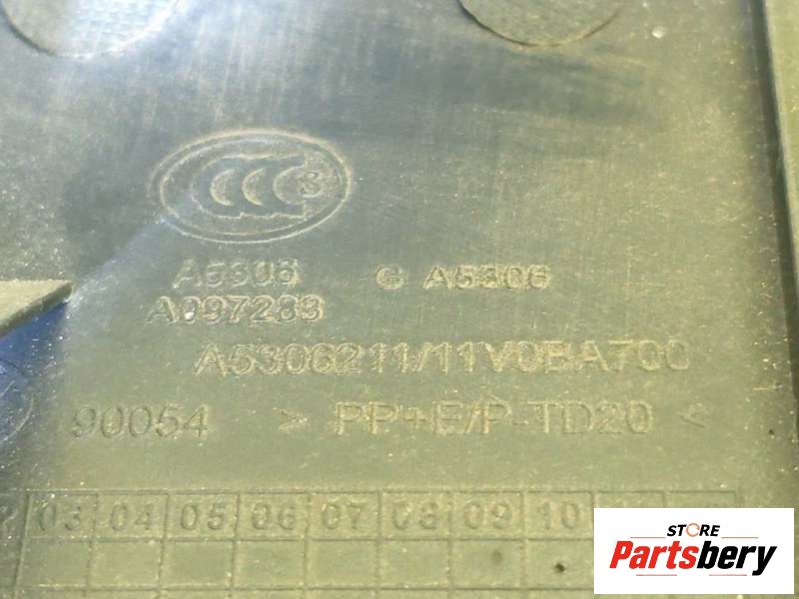 CCC S
A5306 G A5306
A097283
A5306211/11V0BA700
90054 > PP+E/P-TD20 <
03 04 05 06 07 08 09 10
STORE
Partsbery